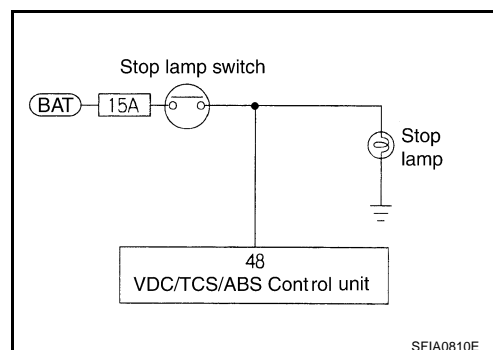 Stop lamp switch
BAT
15A
Stop
lamp
48
VDC/TCS/ABS Control unit
SFIA0810E